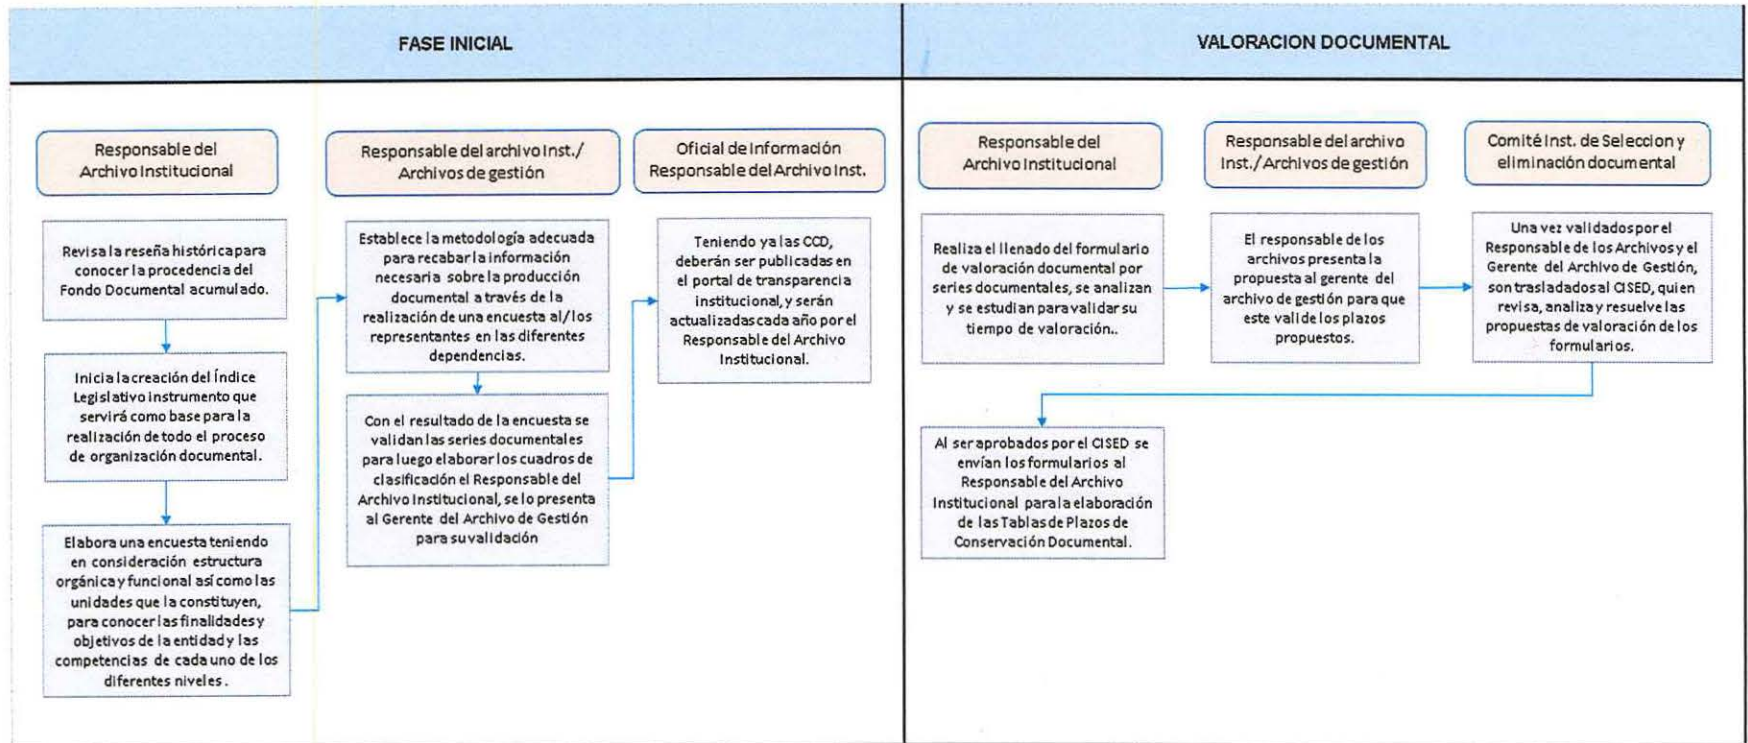 FASE INICIAL
Responsable del
Archivo Institucional
Revisa la reseña histórica para
conocer la procedencia del
Fondo Documental acumulado.
Inicia la creación del Índice
Legislativo instrumento que
servirá como base para la
realización de todo el proceso
de organización documental.
Elabora una encuesta teniendo
en consideración estructura
orgánica y funcional así como las
unidades que la constituyen,
para conocer las finalidades y
objetivos de la entidad y las
competencias de cada uno de los
diferentes niveles.
Responsable del archivo Inst./
Archivos de gestión
Establece la metodología adecuada
para recabar la información
necesaria sobre la producción
documental a través de la
realización de una encuesta al/los
representantes en las diferentes
dependencias.
Con el resultado de la encuesta se
validan las series documentales
para luego elaborar los cuadros de
clasificación el Responsable del
Archivo Institucional, se lo presenta
al Gerente del Archivo de Gestión
para su validación
Oficial de Información
Responsable del Archivo Inst.
Teniendo ya las CCD,
deberán ser publicadas en
el portal de transparencia
institucional, y serán
actualizadas cada año por el
Responsable del Archivo
Institucional.
VALORACION DOCUMENTAL
Responsable del
Archivo Institucional
Realiza el llenado del formulario
de valoración documental por
series documentales, se analizan
y se estudian para validar su
tiempo de valoración..
Responsable del archivo
Inst./Archivos de gestión
El responsable de los
archivos presenta la
propuesta al gerente del
archivo de gestión para que
este valide los plazos
propuestos.
Comité Inst. de Seleccion y
eliminación documental
Una vez validados por el
Responsable de los Archivos y el
Gerente del Archivo de Gestión,
son trasladados al CISED, quien
revisa, analiza y resuelve las
propuestas de valoración de los
formularios.
Al ser aprobados por el CISED se
envían los formularios al
Responsable del Archivo
Institucional para la elaboración
de las Tablas de Plazos de
Conservación Documental.